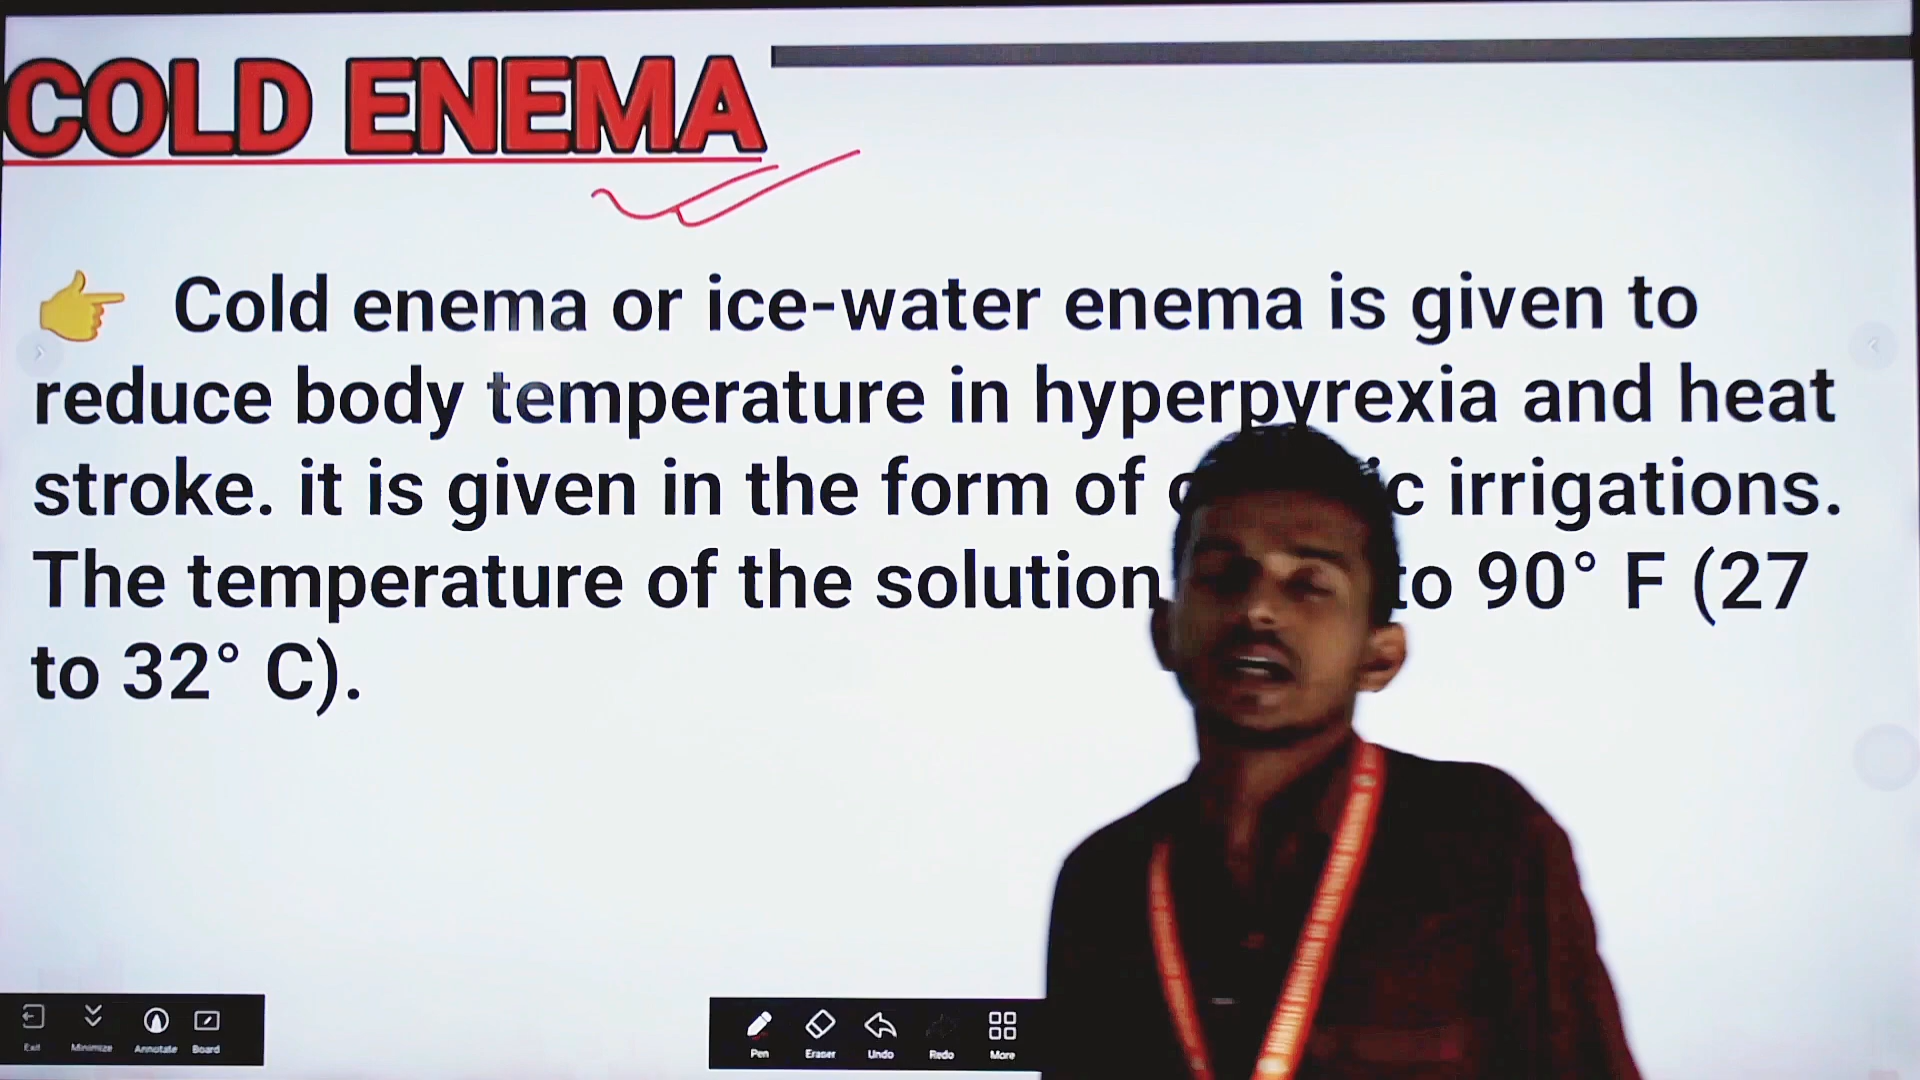 COLD ENEMA
Cold enema or ice-water enema is given to
reduce body temperature in hyperpyrexia and heat
stroke. it is given in the form of irrigations.
The temperature of the solution to 90° F (27
to 32° C).
Exit Minimize Annotate Board
Pen Eraser Undo Redo More